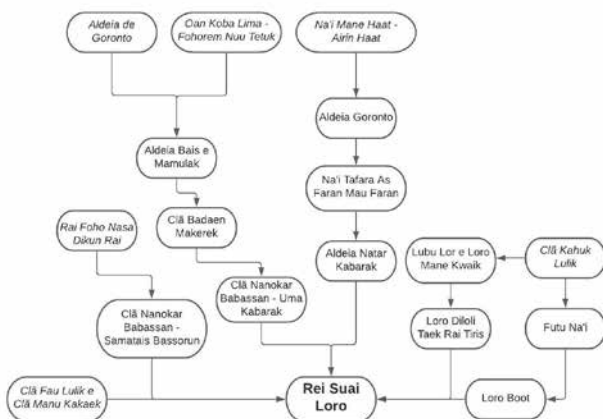 Aldeia de
Goronto
Oan Koba Lima -
Fohorem Nuu Tetuk
Na'i Mane Haat -
Airin Haat
Aldeia Goronto
Aldeia Bais e
Mamulak
Na'i Tafara As
Faran Mau Faran
Clã Badaen
Makerek
Rai Foho Nasa
Dikun Rai
Aldeia Natar
Kabarak
Lubu Lor e Loro
Mane Kwaik
Clã Kahuk
Lulik
Clã Nanokar
Babassan - Uma
Kabarak
Clã Nanokar
Babassan -
Samatais Bassorun
Loro Diloli
Taek Rai Tiris
Futu Na'i
Clã Fau Lulik e
Clã Manu Kakaek
Rei Suai
Loro
Loro Boot